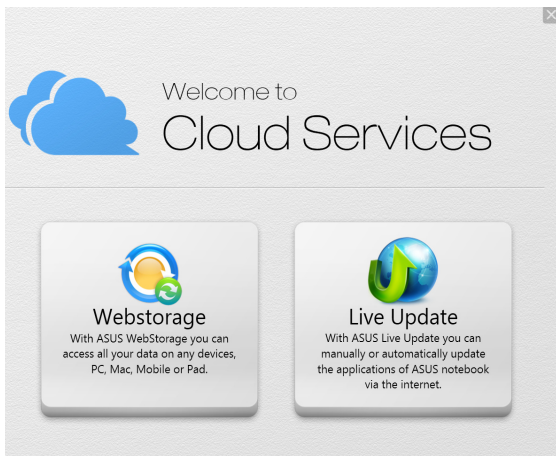 Welcome to
Cloud Services
Webstorage
With ASUS WebStorage you can
access all your data on any devices,
PC, Mac, Mobile or Pad.
Live Update
With ASUS Live Update you can
manually or automatically update
the applications of ASUS notebook
via the internet.